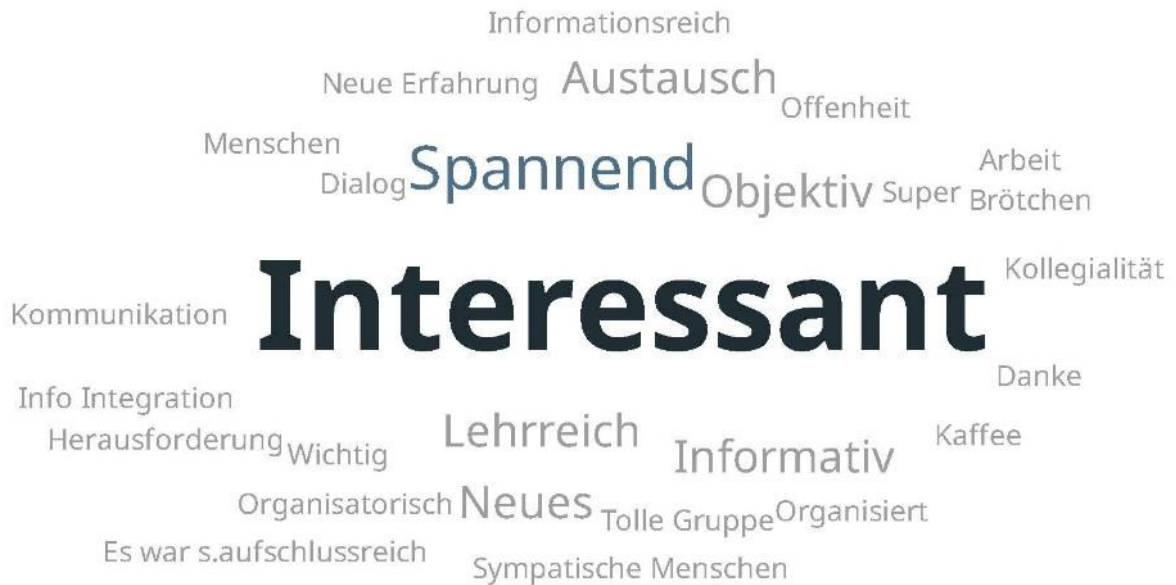 Informationsreich
Neue Erfahrung
Austausch
Offenheit
Menschen
Dialog
Spannend
Objektiv
Super
Arbeit
Brötchen
Interessant
Kollegialität
Kommunikation
Danke
Info Integration
Herausforderung
Wichtig
Lehrreich
Informativ
Kaffee
Organisatorisch
Neues
Tolle Gruppe
Organisiert
Es war s.aufschlussreich
Sympatische Menschen